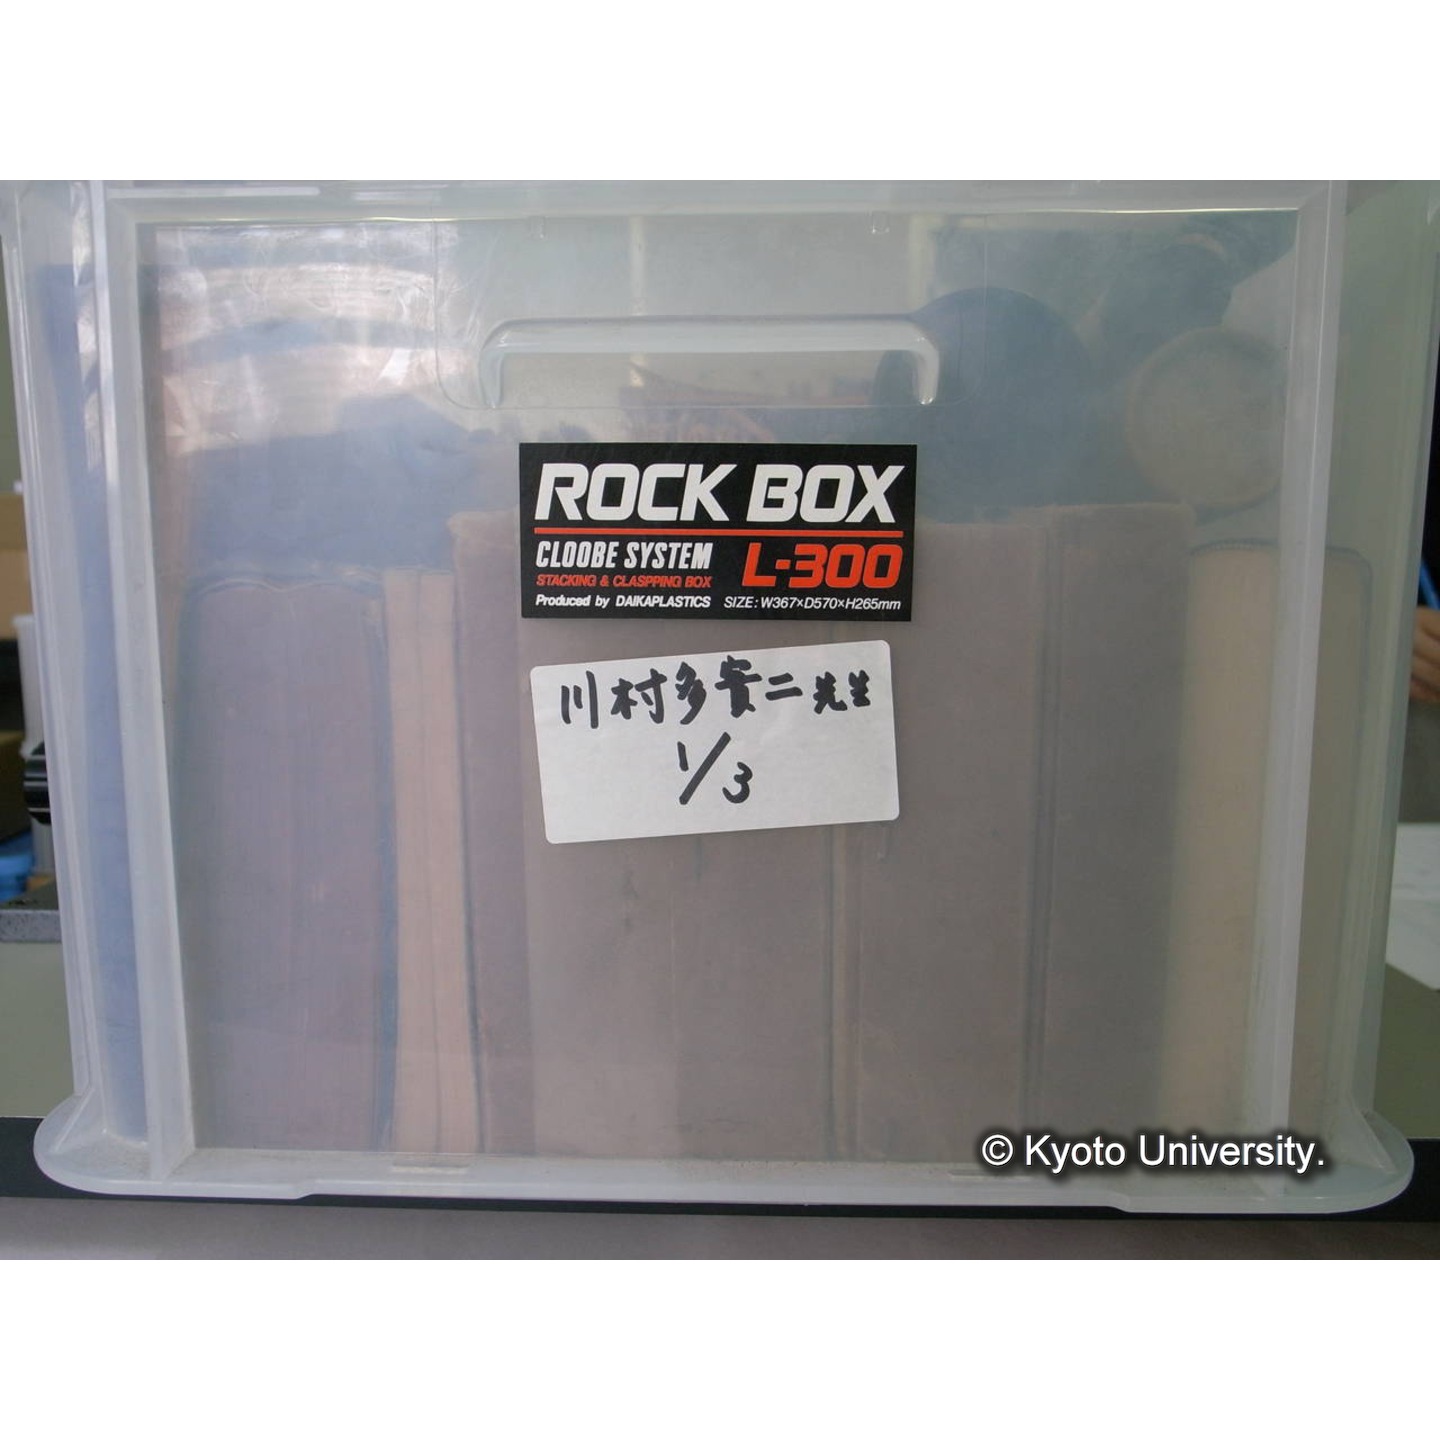 ROCK BOX
CLOOBE SYSTEM
STACKING & CLASPPING BOX
L-300
Produced by DAIKAPLASTICS SIZE: W367×D570×H265mm
川村多實二先生
1/3
© Kyoto University.